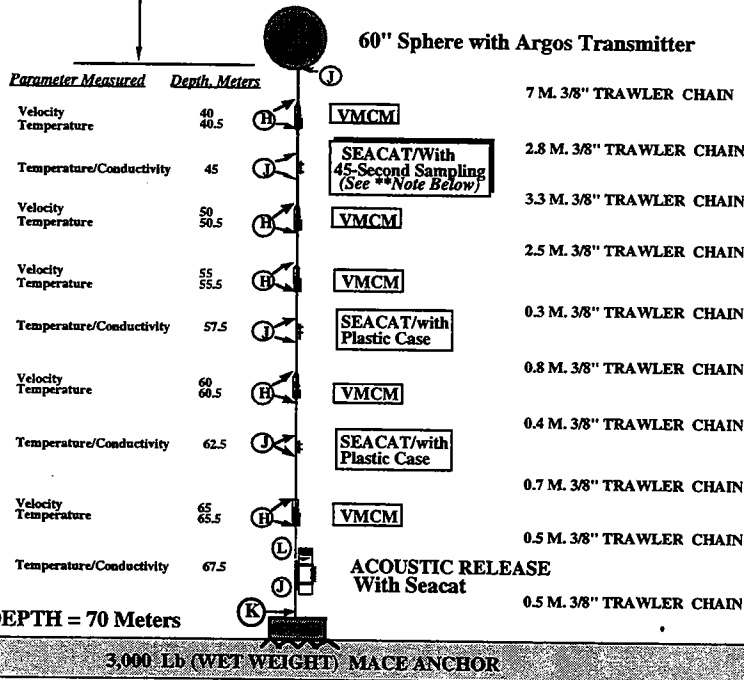 60" Sphere with Argos Transmitter
Parameter Measured Depth, Meters
J
7 M. 3/8" TRAWLER CHAIN
Velocity 40
Temperature 40.5
H
VMCM
2.8 M. 3/8" TRAWLER CHAIN
Temperature/Conductivity 45
J
SEACAT/With
45-Second Sampling
(See **Note Below)
3.3 M. 3/8" TRAWLER CHAIN
Velocity 50
Temperature 50.5
H
VMCM
2.5 M. 3/8" TRAWLER CHAIN
Velocity 55
Temperature 55.5
H
VMCM
0.3 M. 3/8" TRAWLER CHAIN
Temperature/Conductivity 57.5
J
SEACAT/with
Plastic Case
0.8 M. 3/8" TRAWLER CHAIN
Velocity 60
Temperature 60.5
H
VMCM
0.4 M. 3/8" TRAWLER CHAIN
Temperature/Conductivity 62.5
J
SEACAT/with
Plastic Case
0.7 M. 3/8" TRAWLER CHAIN
Velocity 65
Temperature 65.5
H
VMCM
0.5 M. 3/8" TRAWLER CHAIN
L
Temperature/Conductivity 67.5
J
ACOUSTIC RELEASE
With Seacat
0.5 M. 3/8" TRAWLER CHAIN
K
DEPTH = 70 Meters
3,000 Lb (WET WEIGHT) MACE ANCHOR